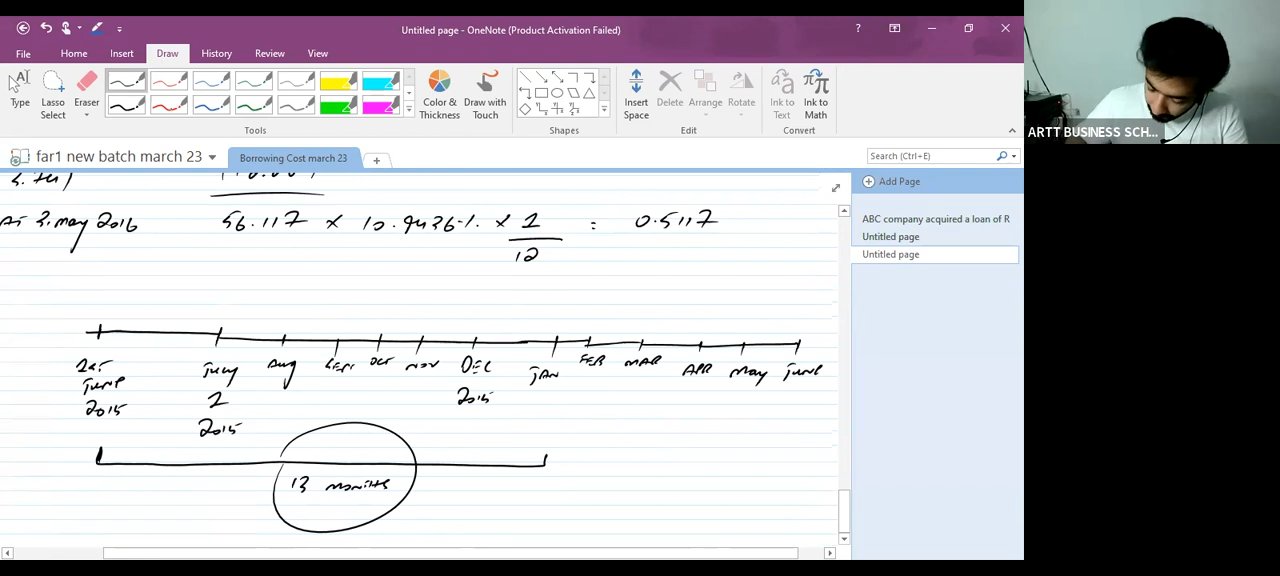 Untitled page - OneNote (Product Activation Failed)
File Home Insert Draw History Review View
Type Lasso Select Eraser Color & Thickness Draw with Touch Insert Space Delete Arrange Rotate Ink to Text Ink to Math
Tools Shapes Edit Convert
far1 new batch march 23 Borrowing Cost march 23 Search (Ctrl+E)
Add Page
ABC company acquired a loan of R
Untitled page
Untitled page
ARTT BUSINESS SCH...
may 2016 56.117 × 10.9436%. × 1/12 = 0.5117
1st June 2015
July 1 2015
Aug
Sept
Oct
Nov
DEC 2015
JAN
FEB
MAR
APR
May
June
13 months